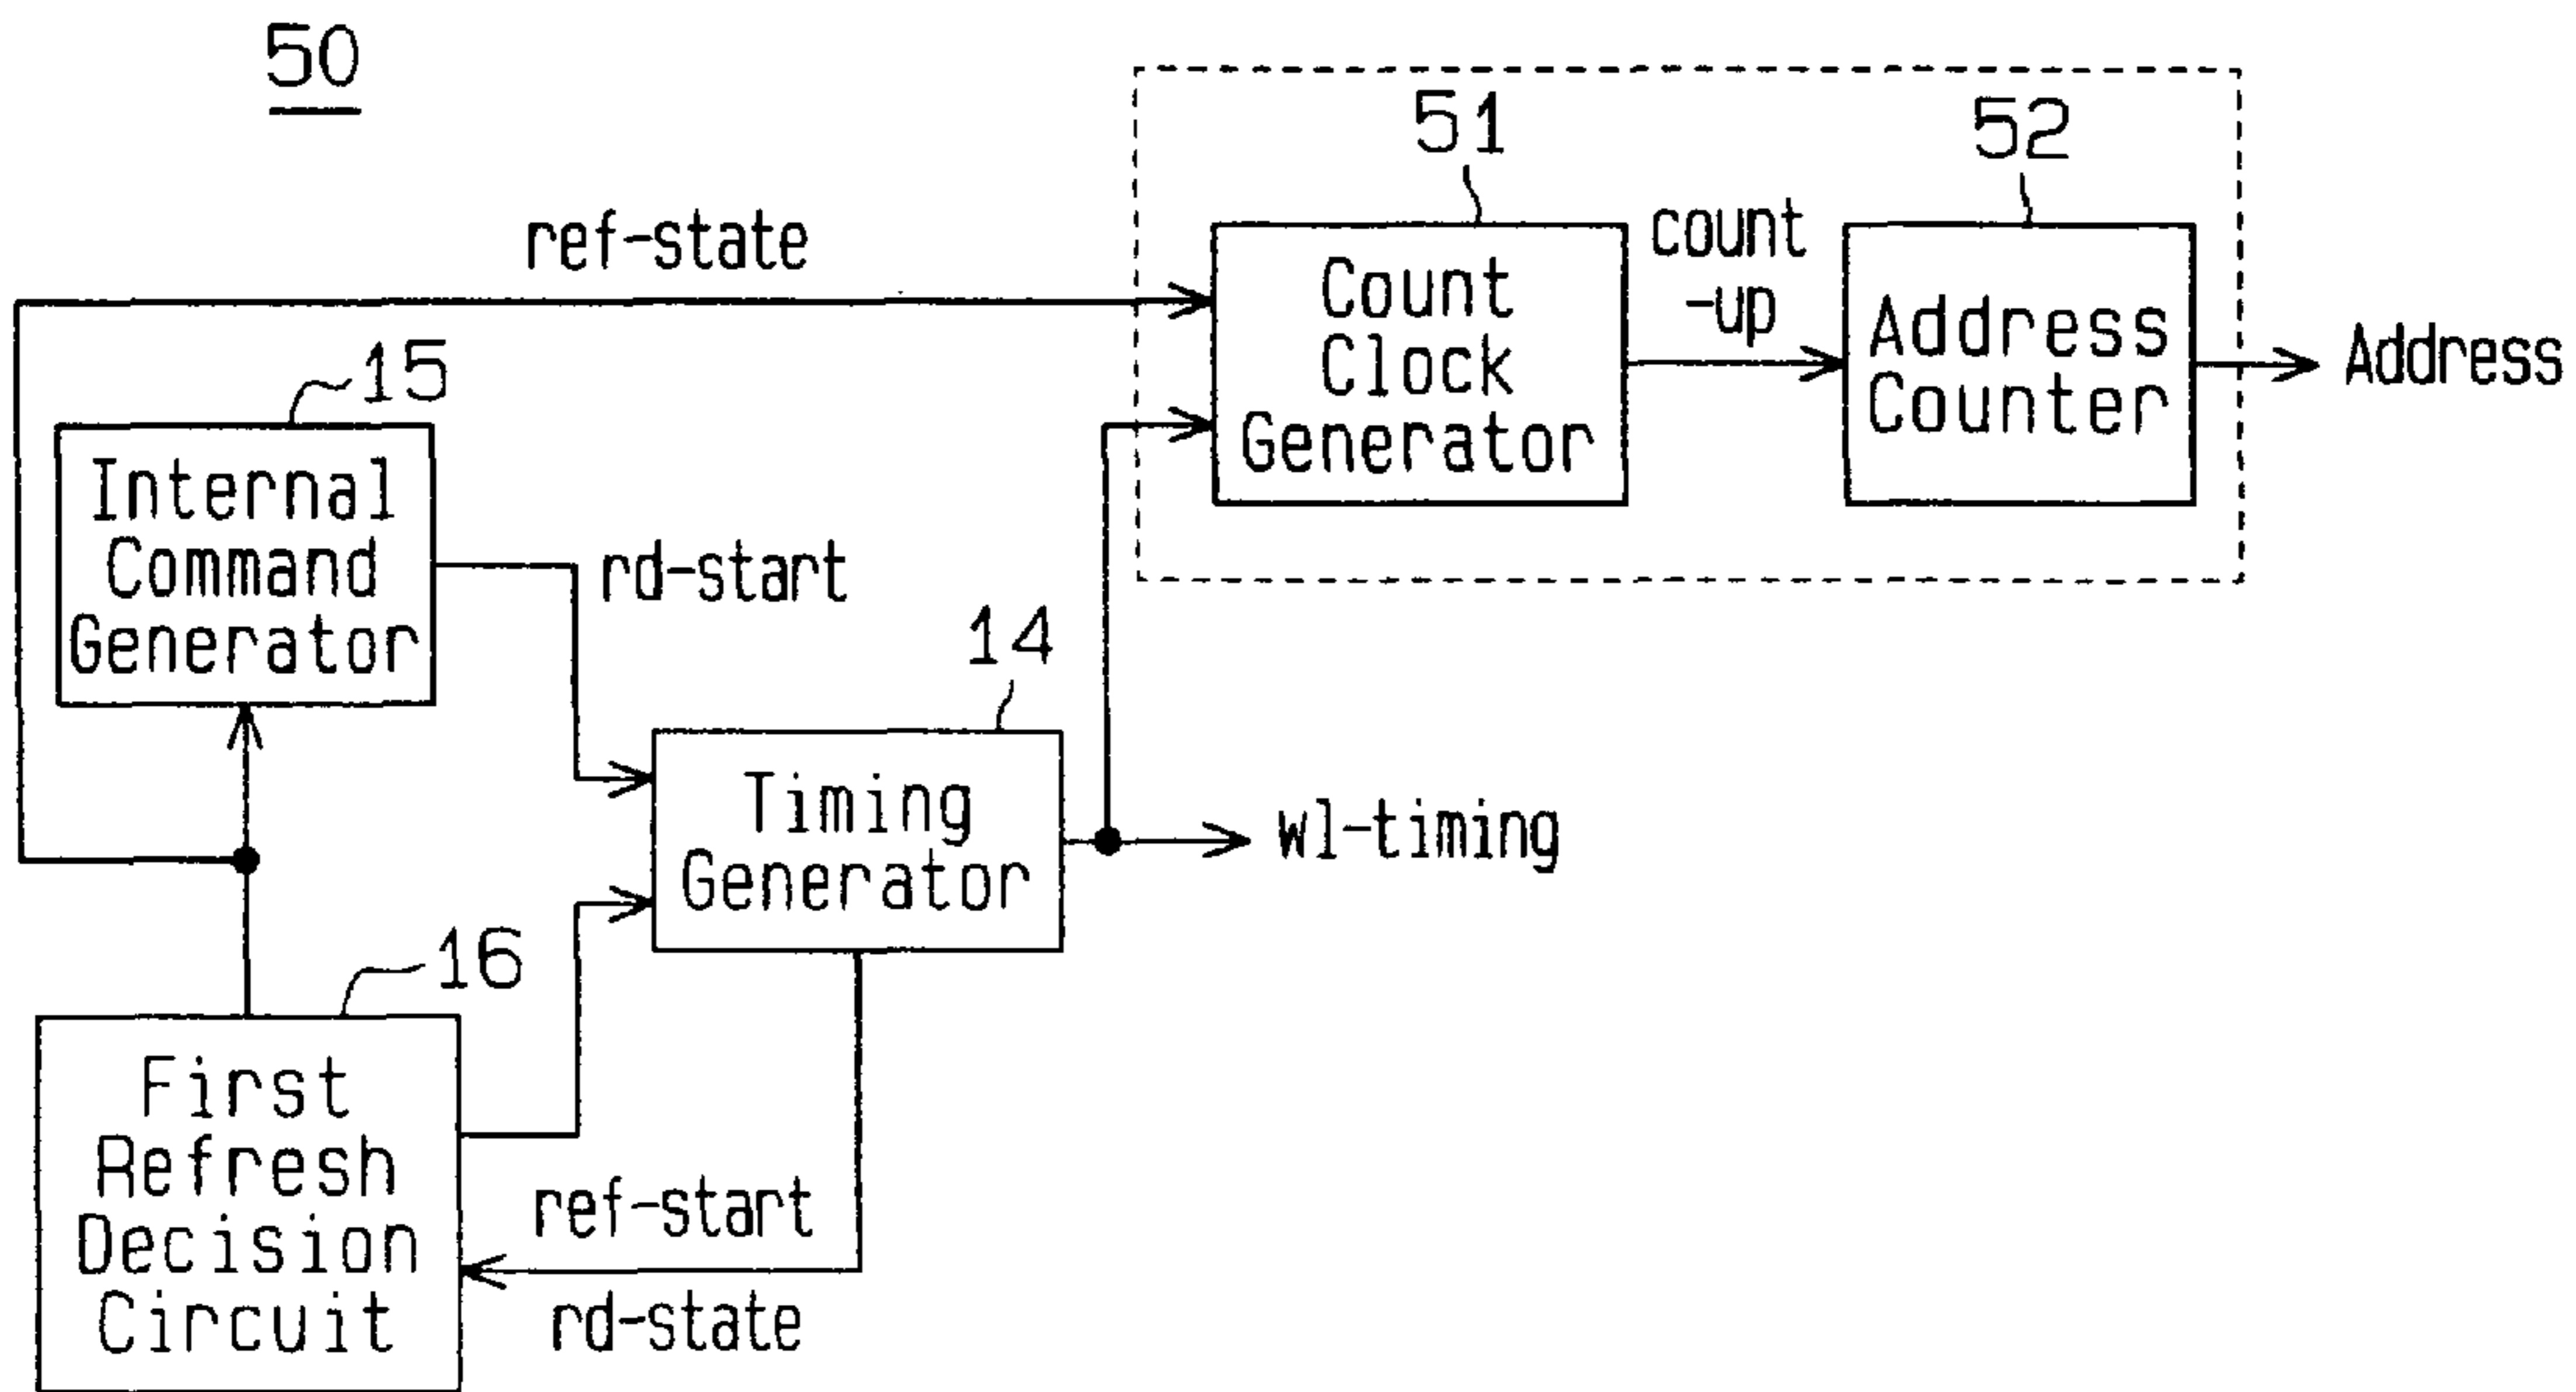 50
51
52
ref-state
count
-up
Count
Clock
Generator
Address
Counter
Address
15
Internal
Command
Generator
rd-start
14
Timing
Generator
wl-timing
16
First
Refresh
Decision
Circuit
ref-start
rd-state